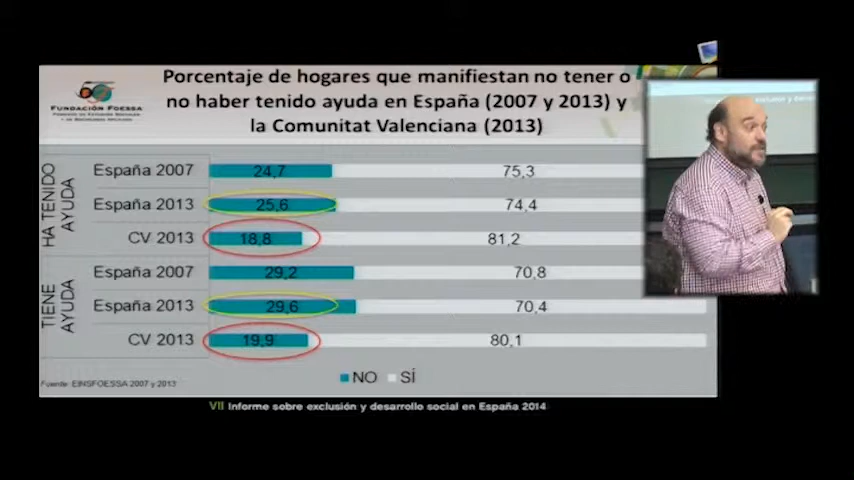 Porcentaje de hogares que manifiestan no tener o
no haber tenido ayuda en España (2007 y 2013) y
la Comunitat Valenciana (2013)
FUNDACIÓN FOESSA
HA TENIDO
AYUDA
España 2007 24,7 75,3
España 2013 25,6 74,4
CV 2013 18,8 81,2
TIENE
AYUDA
España 2007 29,2 70,8
España 2013 29,6 70,4
CV 2013 19,9 80,1
NO SÍ
Fuente: EINSFOESSA 2007 y 2013
VII Informe sobre exclusión y desarrollo social en España 2014